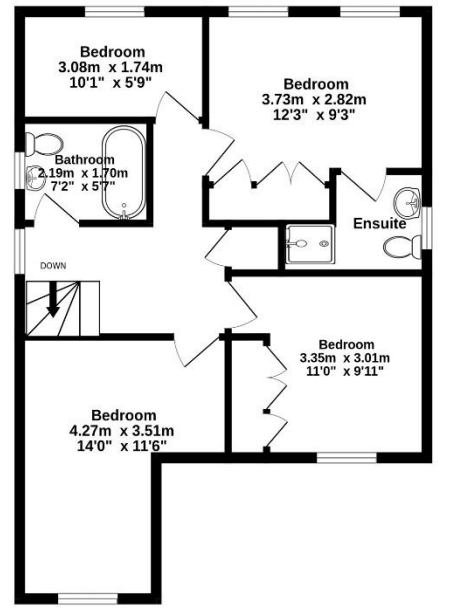 Bedroom
3.08m x 1.74m
10'1" x 5'9"
Bedroom
3.73m x 2.82m
12'3" x 9'3"
Bathroom
2.19m x 1.70m
7'2" x 5'7"
Ensuite
DOWN
Bedroom
3.35m x 3.01m
11'0" x 9'11"
Bedroom
4.27m x 3.51m
14'0" x 11'6"